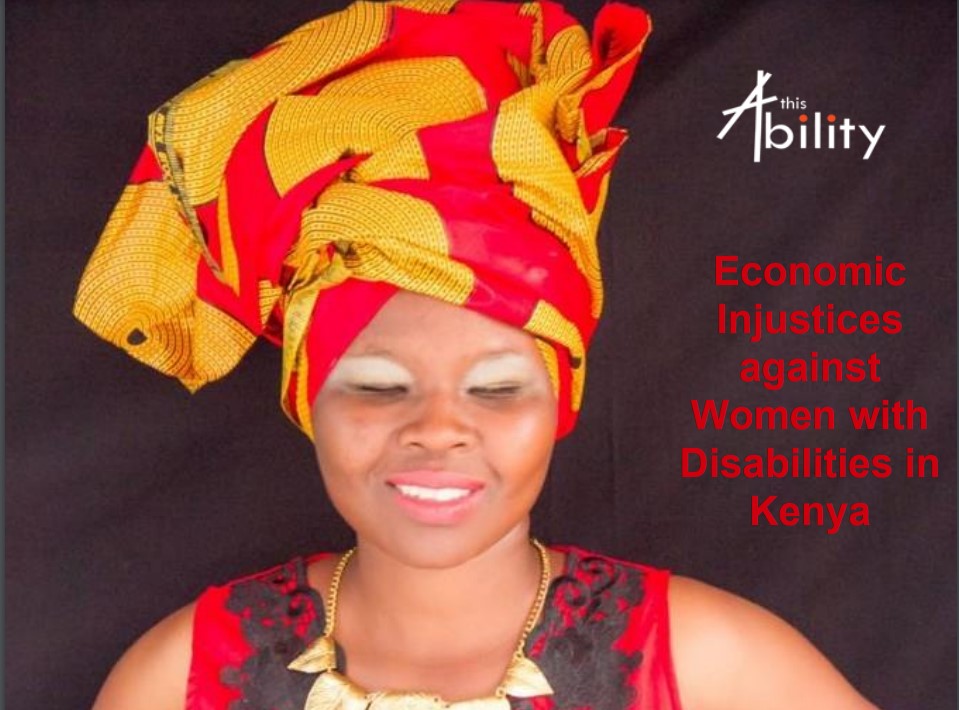 this
Ability
Economic
Injustices
against
Women with
Disabilities in
Kenya